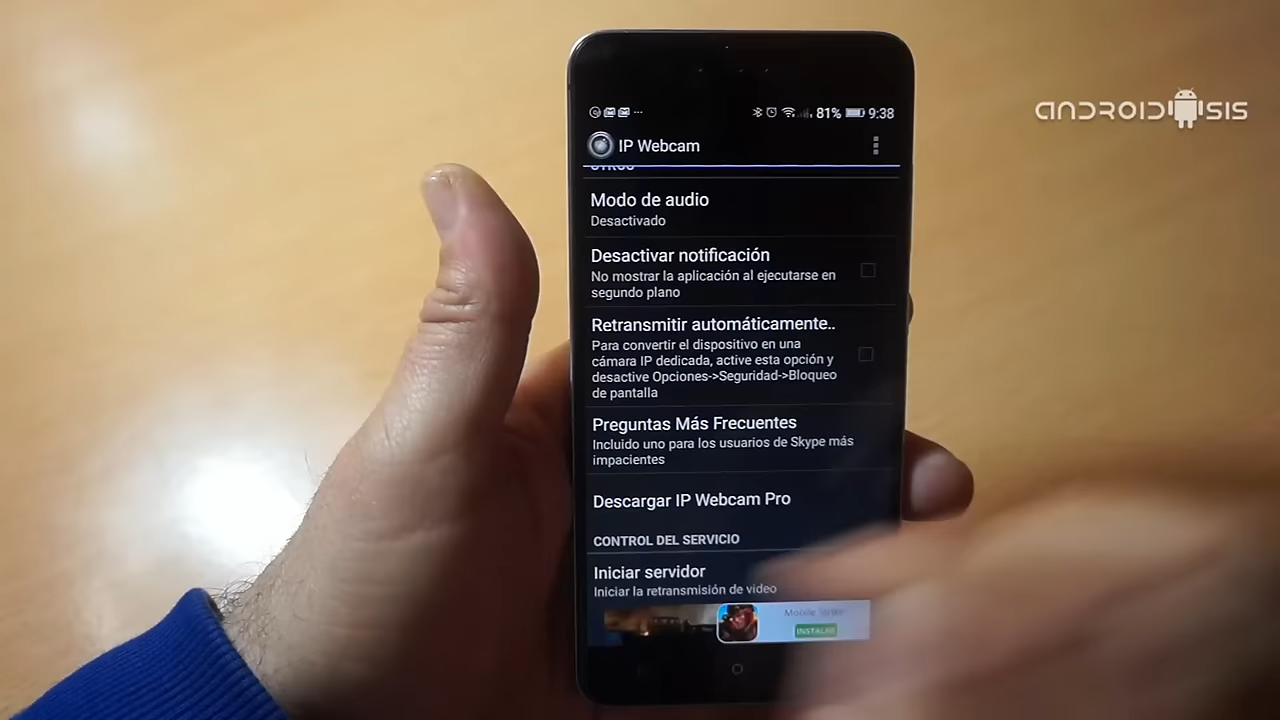 ANDROIDSIS
81% 9:38
IP Webcam
OTROS
Modo de audio
Desactivado
Desactivar notificación
No mostrar la aplicación al ejecutarse en
segundo plano
Retransmitir automáticamente..
Para convertir el dispositivo en una
cámara IP dedicada, active esta opción y
desactive Opciones->Seguridad->Bloqueo
de pantalla
Preguntas Más Frecuentes
Incluido uno para los usuarios de Skype más
impacientes
Descargar IP Webcam Pro
CONTROL DEL SERVICIO
Iniciar servidor
Iniciar la retransmisión de video
Mobile Strike
INSTALAR